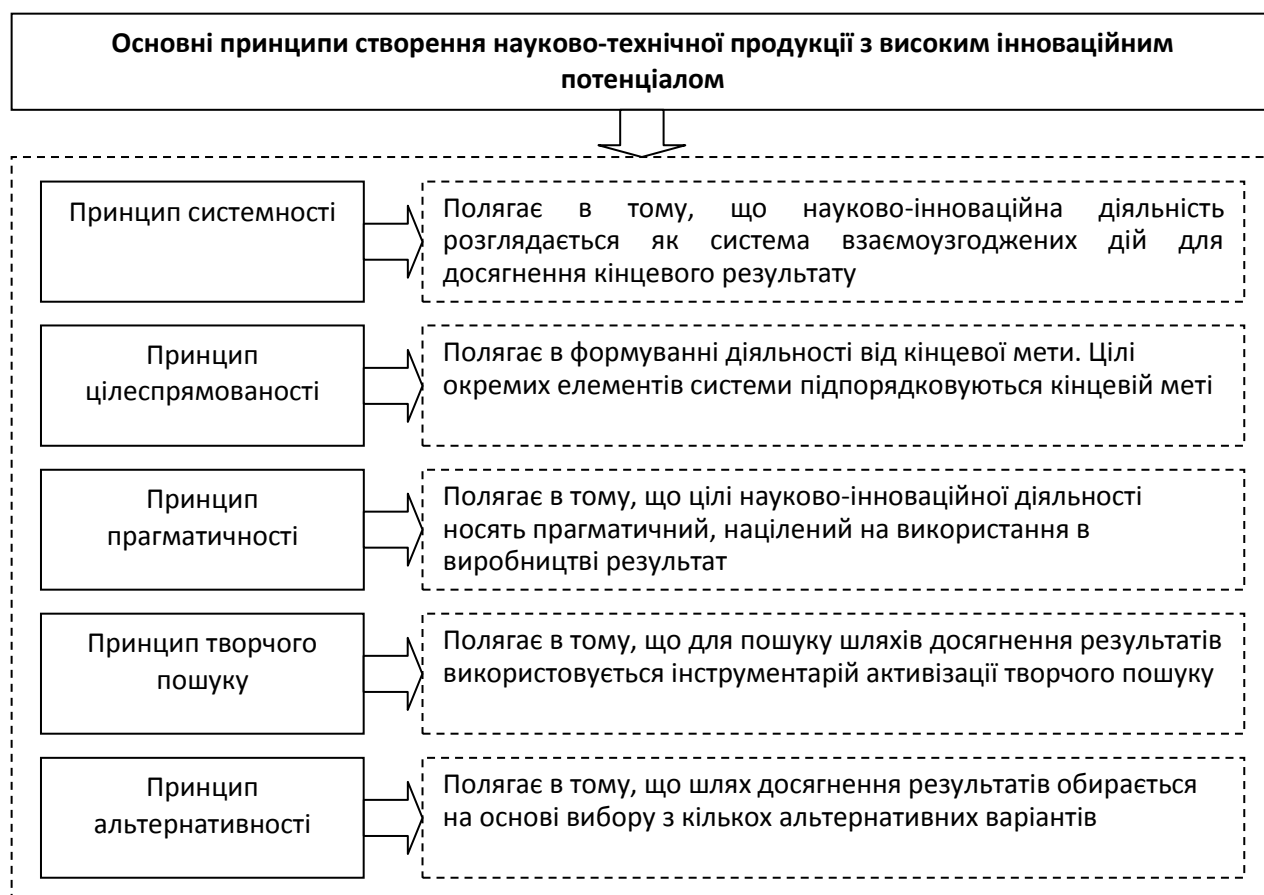 Основні принципи створення науково-технічної продукції з високим інноваційним
потенціалом
Принцип системності
Полягає в тому, що науково-інноваційна діяльність
розглядається як система взаємоузгоджених дій для
досягнення кінцевого результату
Принцип
цілеспрямованості
Полягає в формуванні діяльності від кінцевої мети. Цілі
окремих елементів системи підпорядковуються кінцевій меті
Принцип
прагматичності
Полягає в тому, що цілі науково-інноваційної діяльності
носять прагматичний, націлений на використання в
виробництві результат
Принцип творчого
пошуку
Полягає в тому, що для пошуку шляхів досягнення результатів
використовується інструментарій активізації творчого пошуку
Принцип
альтернативності
Полягає в тому, що шлях досягнення результатів обирається
на основі вибору з кількох альтернативних варіантів